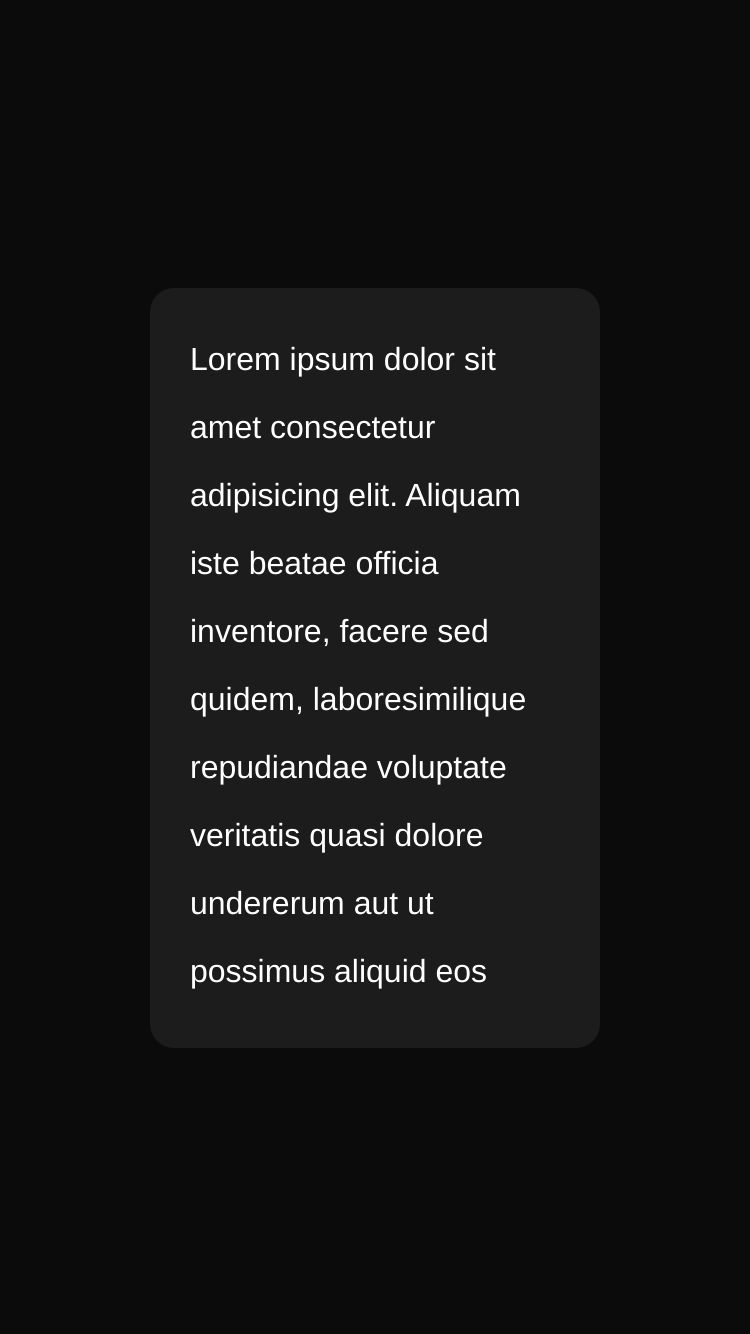 Lorem ipsum dolor sit
amet consectetur
adipisicing elit. Aliquam
iste beatae officia
inventore, facere sed
quidem, laboresimilique
repudiandae voluptate
veritatis quasi dolore
undererum aut ut
possimus aliquid eos